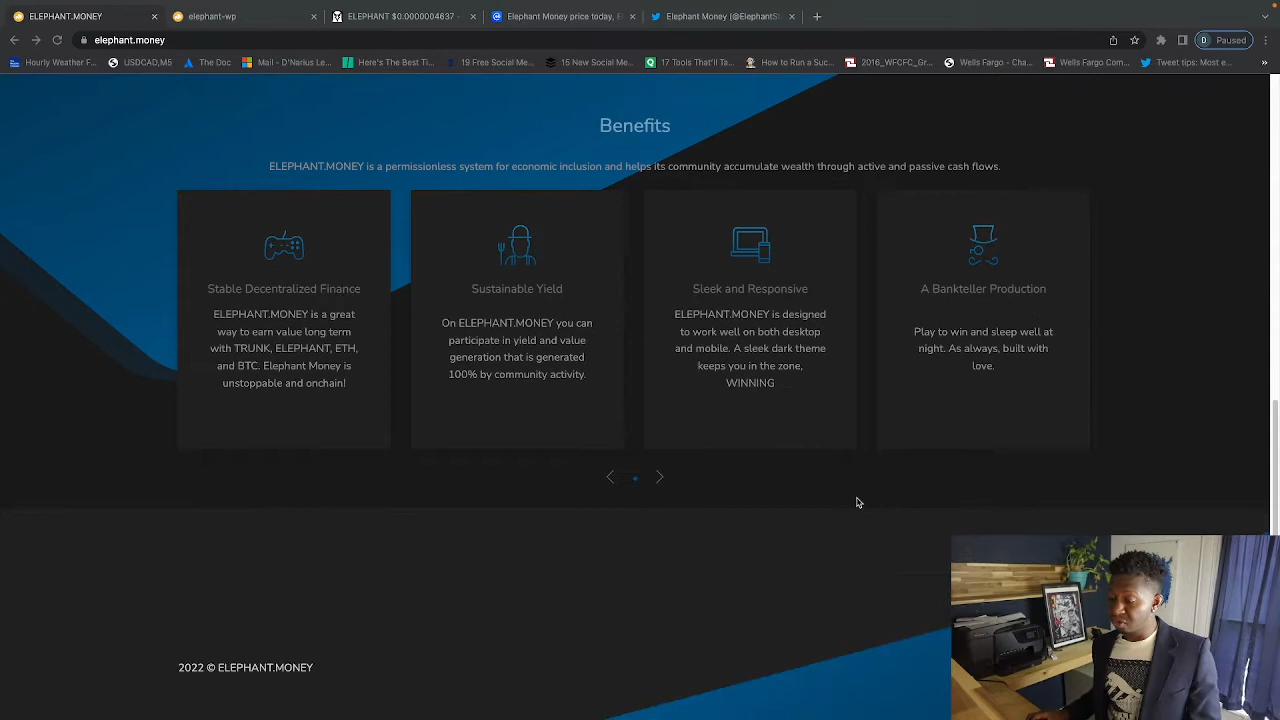 ELEPHANT.MONEY
elephant-wp
ELEPHANT $0.0000004637 -
Elephant Money price today, E
Elephant Money (@ElephantSt
elephant.money
Paused
Hourly Weather F...
USDCAD,M5
The Doc
Mail - D'Narius Le...
Here's The Best Ti...
19 Free Social Me...
15 New Social Me...
17 Tools That'll Ta...
How to Run a Suc...
2016_WFCFC_Gr...
Wells Fargo - Cha...
Wells Fargo Com...
Tweet tips: Most e...
Benefits
ELEPHANT.MONEY is a permissionless system for economic inclusion and helps its community accumulate wealth through active and passive cash flows.
Stable Decentralized Finance
ELEPHANT.MONEY is a great
way to earn value long term
with TRUNK, ELEPHANT, ETH,
and BTC. Elephant Money is
unstoppable and onchain!
Sustainable Yield
On ELEPHANT.MONEY you can
participate in yield and value
generation that is generated
100% by community activity.
Sleek and Responsive
ELEPHANT.MONEY is designed
to work well on both desktop
and mobile. A sleek dark theme
keeps you in the zone,
WINNING
A Bankteller Production
Play to win and sleep well at
night. As always, built with
love.
2022 © ELEPHANT.MONEY